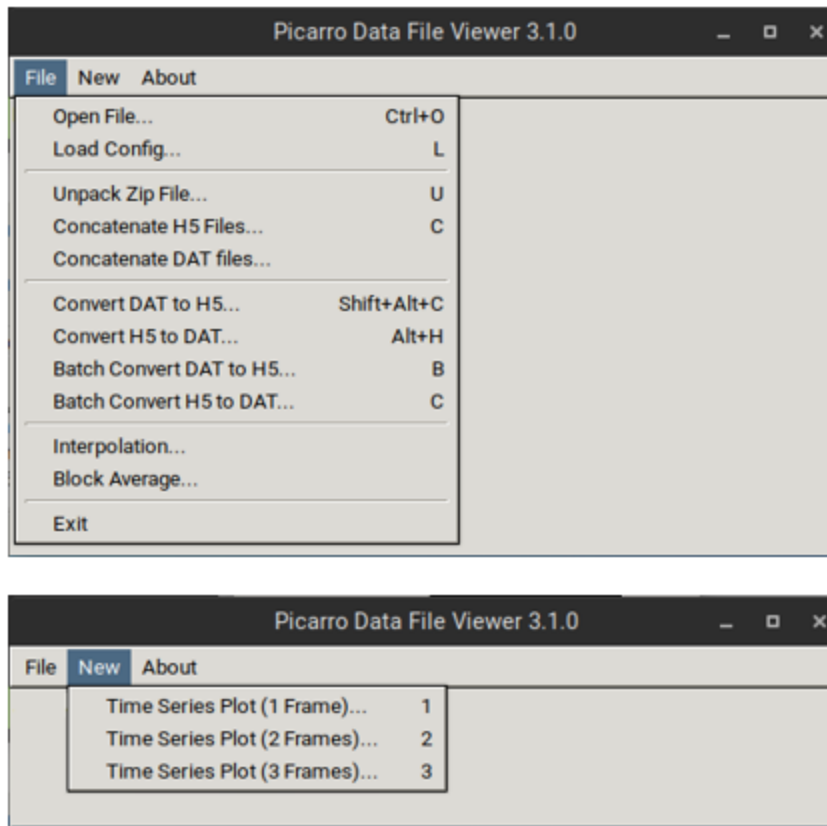 Picarro Data File Viewer 3.1.0
File New About
Open File... Ctrl+O
Load Config... L
Unpack Zip File... U
Concatenate H5 Files... C
Concatenate DAT files...
Convert DAT to H5... Shift+Alt+C
Convert H5 to DAT... Alt+H
Batch Convert DAT to H5... B
Batch Convert H5 to DAT... C
Interpolation...
Block Average...
Exit
Picarro Data File Viewer 3.1.0
File New About
Time Series Plot (1 Frame)... 1
Time Series Plot (2 Frames)... 2
Time Series Plot (3 Frames)... 3